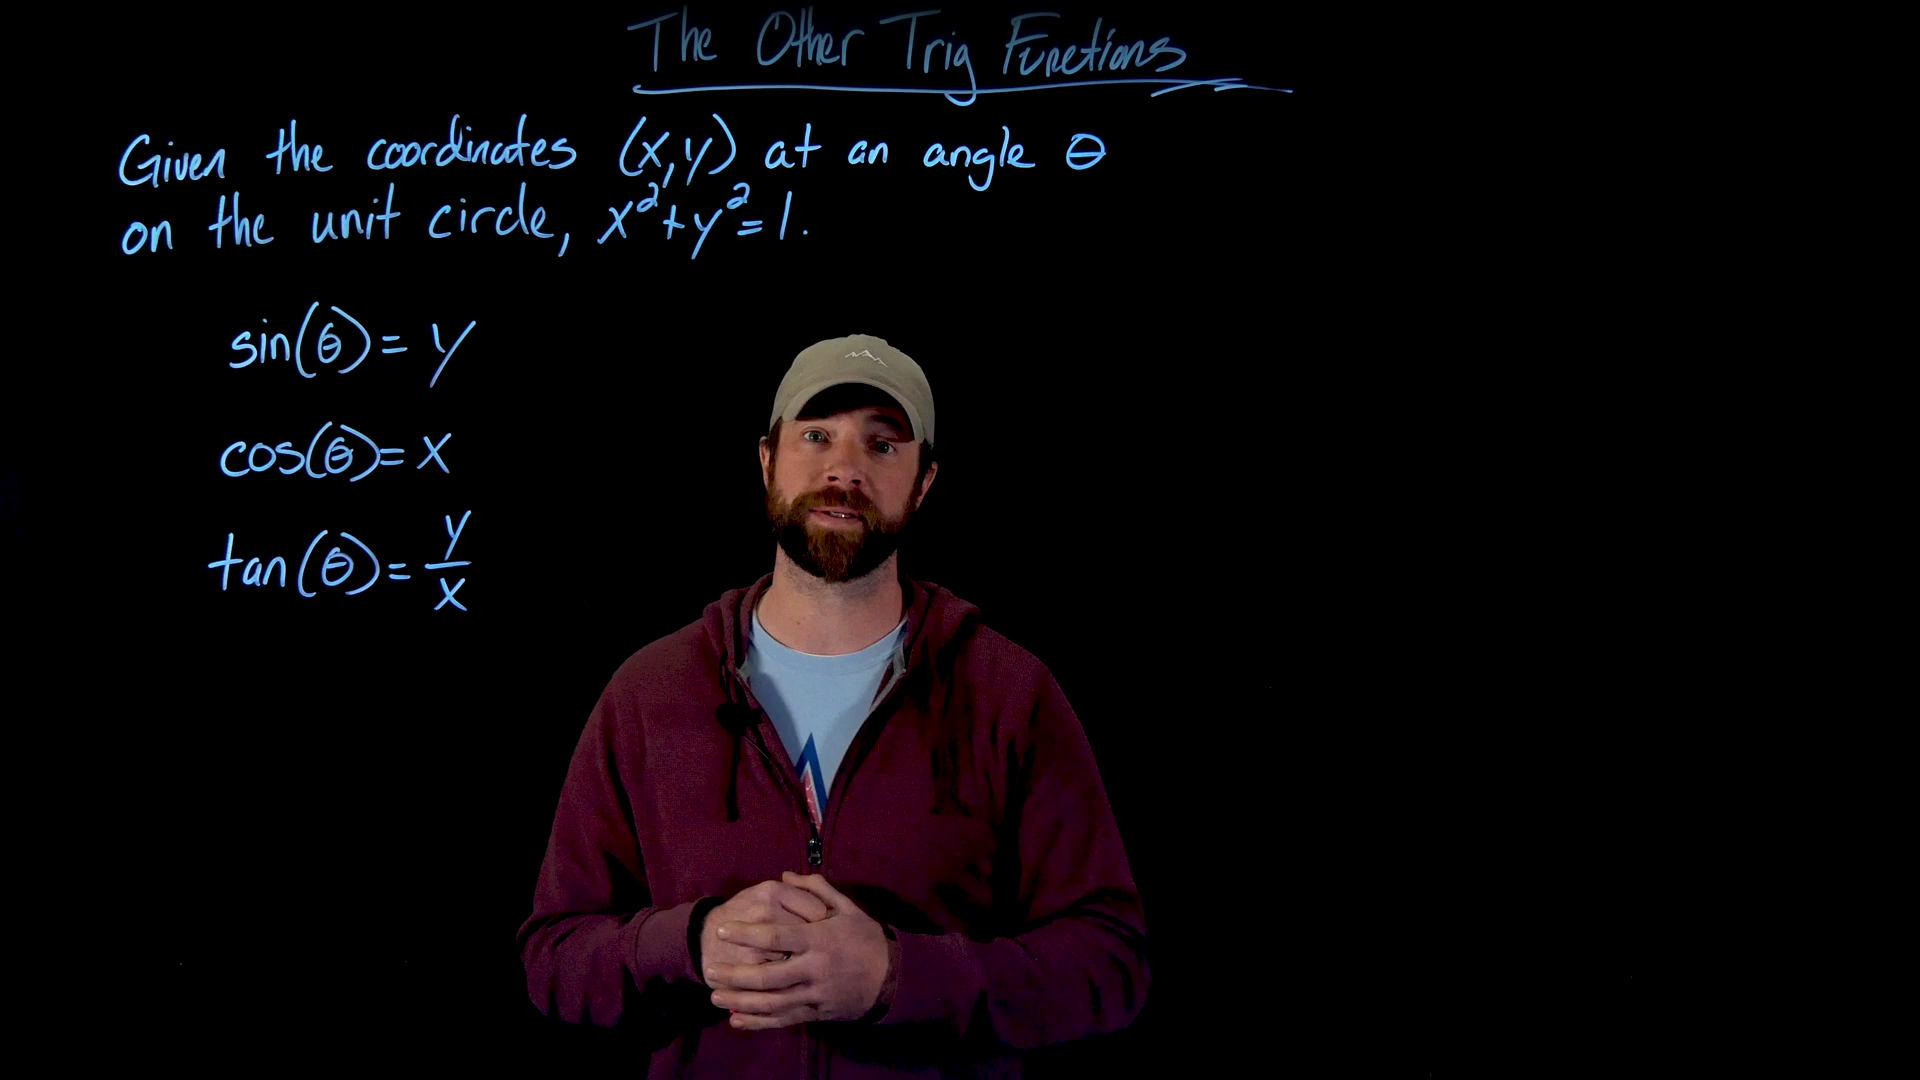 The Other Trig Functions
Given the coordinates (x,y) at an angle θ
on the unit circle, x²+y²=1.
sin(θ)= y
cos(θ)= x
tan(θ)= y/x